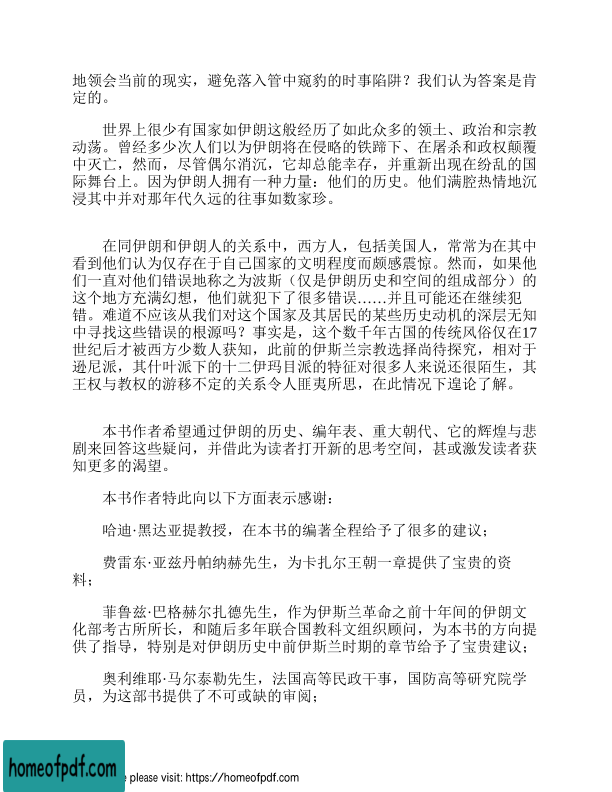 地领会当前的现实，避免落入管中窥豹的时事陷阱？我们认为答案是肯
定的。
世界上很少有国家如伊朗这般经历了如此众多的领土、政治和宗教
动荡。曾经多少次人们以为伊朗将在侵略的铁蹄下、在屠杀和政权颠覆
中灭亡，然而，尽管偶尔消沉，它却总能幸存，并重新出现在纷乱的国
际舞台上。因为伊朗人拥有一种力量：他们的历史。他们满腔热情地沉
浸其中并对那年代久远的往事如数家珍。
在同伊朗和伊朗人的关系中，西方人，包括美国人，常常为在其中
看到他们认为仅存在于自己国家的文明程度而颇感震惊。然而，如果他
们一直对他们错误地称之为波斯（仅是伊朗历史和空间的组成部分）的
这个地方充满幻想，他们就犯下了很多错误……并且可能还在继续犯
错。难道不应该从我们对这个国家及其居民的某些历史动机的深层无知
中寻找这些错误的根源吗？事实是，这个数千年古国的传统风俗仅在17
世纪后才被西方少数人获知，此前的伊斯兰宗教选择尚待探究，相对于
逊尼派，其什叶派下的十二伊玛目派的特征对很多人来说还很陌生，其
王权与教权的游移不定的关系令人匪夷所思，在此情况下遑论了解。
本书作者希望通过伊朗的历史、编年表、重大朝代、它的辉煌与悲
剧来回答这些疑问，并借此为读者打开新的思考空间，甚或激发读者获
知更多的渴望。
本书作者特此向以下方面表示感谢：
哈迪·黑达亚提教授，在本书的编著全程给予了很多的建议；
费雷东·亚兹丹帕纳赫先生，为卡扎尔王朝一章提供了宝贵的资
料；
菲鲁兹·巴格赫尔扎德先生，作为伊斯兰革命之前十年间的伊朗文
化部考古所所长，和随后多年联合国教科文组织顾问，为本书的方向提
供了指导，特别是对伊朗历史中前伊斯兰时期的章节给予了宝贵建议；
奥利维耶·马尔泰勒先生，法国高等民政干事，国防高等研究院学
员，为这部书提供了不可或缺的审阅；
homeofpdf.com
please visit: https://homeofpdf.com